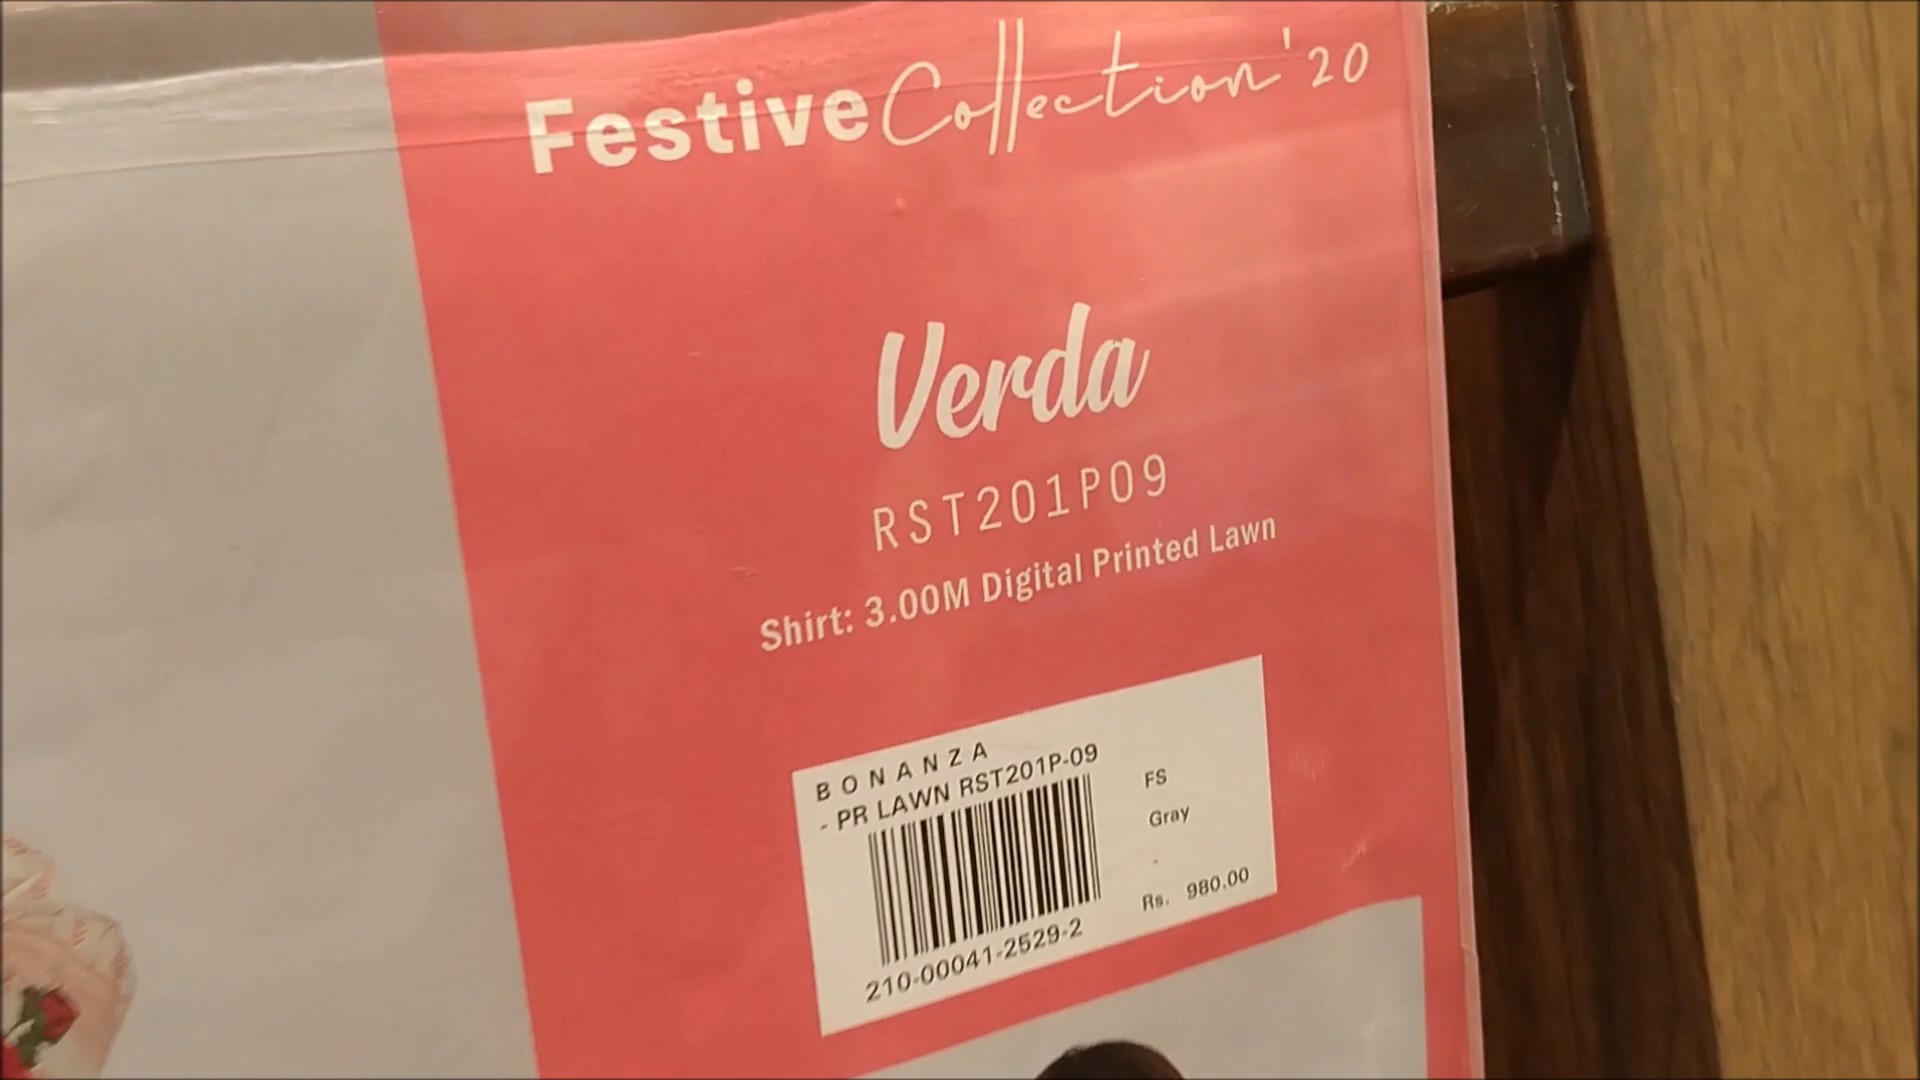 Festive Collection '20
Verda
RST201P09
Shirt: 3.00M Digital Printed Lawn
BONANZA
- PR LAWN RST201P-09
FS
Gray
-
Rs. 980.00
210-00041-2529-2